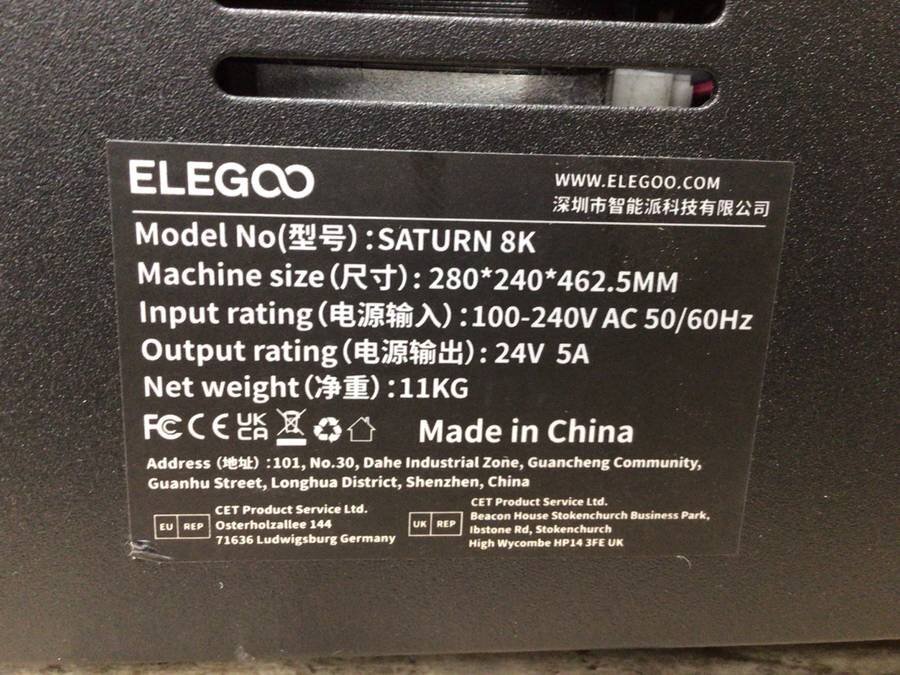 ELEGOO
WWW.ELEGOO.COM
深圳市智能派科技有限公司
Model No(型号):SATURN 8K
Machine size(尺寸): 280*240*462.5MM
Input rating(电源输入):100-240V AC 50/60Hz
Output rating(电源输出): 24V 5A
Net weight(净重):11KG
FC CE UK CA Made in China
Address (地址) :101, No.30, Dahe Industrial Zone, Guancheng Community,
Guanhu Street, Longhua District, Shenzhen, China
EU REP
CET Product Service Ltd.
Osterholzallee 144
71636 Ludwigsburg Germany
UK REP
CET Product Service Ltd.
Beacon House Stokenchurch Business Park,
Ibstone Rd, Stokenchurch
High Wycombe HP14 3FE UK